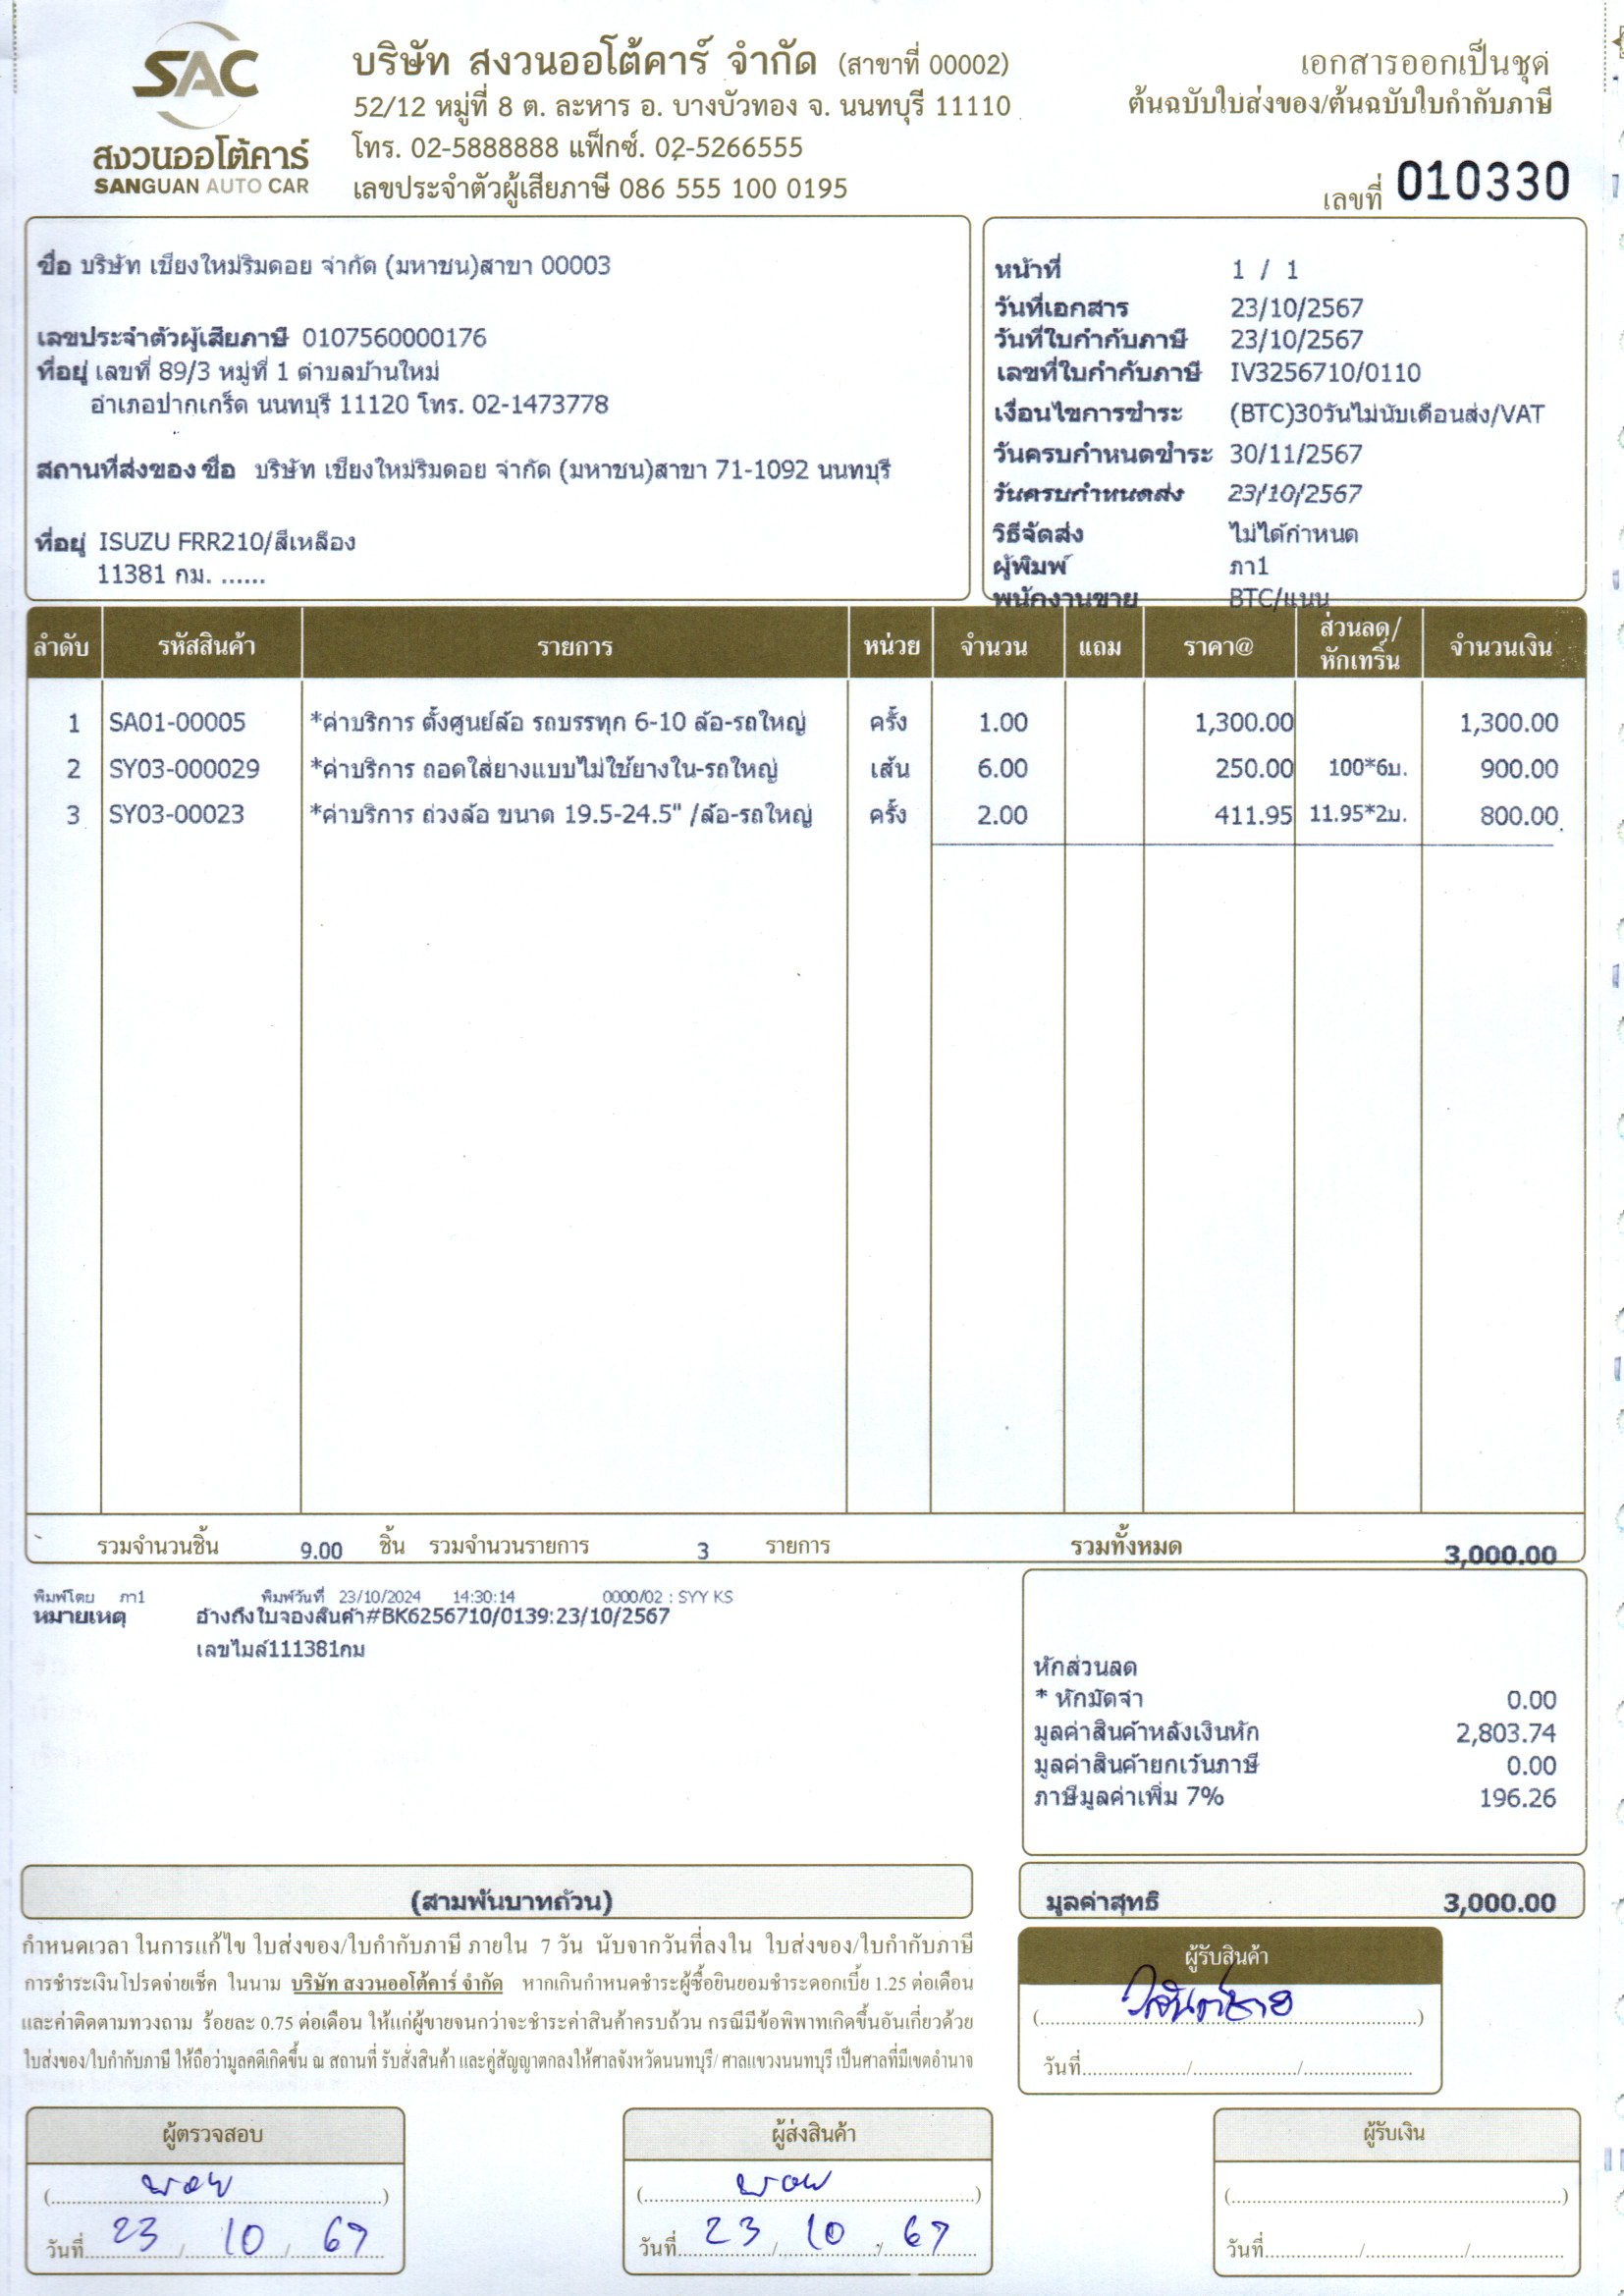 SAC
สงวนออโต้คาร์
SANGUAN AUTO CAR
บริษัท สงวนออโต้คาร์ จำกัด (สาขาที่ 00002)
52/12 หมู่ที่ 8 ต. ละหาร อ. บางบัวทอง จ. นนทบุรี 11110
โทร. 02-5888888 แฟ็กซ์. 02-5266555
เลขประจำตัวผู้เสียภาษี 086 555 100 0195
เอกสารออกเป็นชุด
ต้นฉบับใบส่งของ/ต้นฉบับใบกำกับภาษี
เลขที่ 010330
ชื่อ บริษัท เชียงใหม่ริมดอย จำกัด (มหาชน)สาขา 00003
เลขประจำตัวผู้เสียภาษี 0107560000176
ที่อยู่ เลขที่ 89/3 หมู่ที่ 1 ตำบลบ้านใหม่
อำเภอปากเกร็ด นนทบุรี 11120 โทร. 02-1473778
สถานที่ส่งของ ชื่อ บริษัท เชียงใหม่ริมดอย จำกัด (มหาชน)สาขา 71-1092 นนทบุรี
ที่อยู่ ISUZU FRR210/สีเหลือง
11381 กม. ......
หน้าที่ 1 / 1
วันที่เอกสาร 23/10/2567
วันที่ใบกำกับภาษี 23/10/2567
เลขที่ใบกำกับภาษี IV3256710/0110
เงื่อนไขการชำระ (BTC)30วันไม่นับเดือนส่ง/VAT
วันครบกำหนดชำระ 30/11/2567
วันครบกำหนดส่ง 23/10/2567
วิธีจัดส่ง ไม่ได้กำหนด
ผู้พิมพ์ ภา1
พนักงานขาย BTC/แนน
ลำดับ รหัสสินค้า รายการ หน่วย จำนวน แถม ราคา@ ส่วนลด/หักเทริ์น จำนวนเงิน
1 SA01-00005 *ค่าบริการ ตั้งศูนย์ล้อ รถบรรทุก 6-10 ล้อ-รถใหญ่ ครั้ง 1.00 1,300.00 1,300.00
2 SY03-000029 *ค่าบริการ ถอดใส่ยางแบบไม่ใช้ยางใน-รถใหญ่ เส้น 6.00 250.00 100*6บ. 900.00
3 SY03-00023 *ค่าบริการ ถ่วงล้อ ขนาด 19.5-24.5" /ล้อ-รถใหญ่ ครั้ง 2.00 411.95 11.95*2บ. 800.00
รวมจำนวนชิ้น 9.00 ชิ้น รวมจำนวนรายการ 3 รายการ รวมทั้งหมด 3,000.00
พิมพ์โดย ภา1 พิมพ์วันที่ 23/10/2024 14:30:14 0000/02 : SYY KS
หมายเหตุ อ้างถึงใบจองสินค้า#BK6256710/0139:23/10/2567
เลขไมล์111381กม
หักส่วนลด
* หักมัดจำ 0.00
มูลค่าสินค้าหลังเงินหัก 2,803.74
มูลค่าสินค้ายกเว้นภาษี 0.00
ภาษีมูลค่าเพิ่ม 7% 196.26
(สามพันบาทถ้วน)
มูลค่าสุทธิ 3,000.00
กำหนดเวลา ในการแก้ไข ใบส่งของ/ใบกำกับภาษี ภายใน 7 วัน นับจากวันที่ลงใน ใบส่งของ/ใบกำกับภาษี
การชำระเงินโปรดจ่ายเช็ค ในนาม บริษัท สงวนออโต้คาร์ จำกัด หากเกินกำหนดชำระผู้ซื้อยินยอมชำระดอกเบี้ย 1.25 ต่อเดือน
และค่าติดตามทวงถาม ร้อยละ 0.75 ต่อเดือน ให้แก่ผู้ขายจนกว่าจะชำระค่าสินค้าครบถ้วน กรณีมีข้อพิพาทเกิดขึ้นอันเกี่ยวด้วย
ใบส่งของ/ใบกำกับภาษี ให้ถือว่ามูลคดีเกิดขึ้น ณ สถานที่ รับสั่งสินค้า และคู่สัญญาตกลงให้ศาลจังหวัดนนทบุรี/ ศาลแขวงนนทบุรี เป็นศาลที่มีเขตอำนาจ
ผู้รับสินค้า
วันที่........../........../..........
ผู้ตรวจสอบ
พลอย
วันที่ 23 / 10 / 67
ผู้ส่งสินค้า
พลอย
วันที่ 23 / 10 / 67
ผู้รับเงิน
(....................)
วันที่........../........../..........